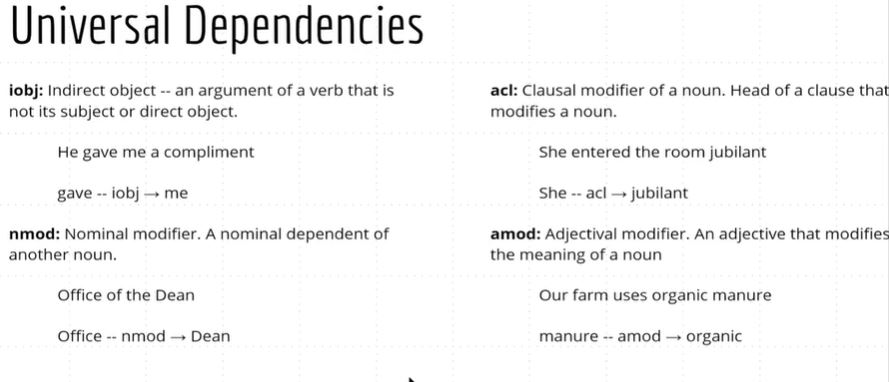 Universal Dependencies
iobj: Indirect object -- an argument of a verb that is
not its subject or direct object.
He gave me a compliment
gave -- iobj → me
nmod: Nominal modifier. A nominal dependent of
another noun.
Office of the Dean
Office -- nmod → Dean
acl: Clausal modifier of a noun. Head of a clause that
modifies a noun.
She entered the room jubilant
She -- acl → jubilant
amod: Adjectival modifier. An adjective that modifies
the meaning of a noun
Our farm uses organic manure
manure -- amod → organic